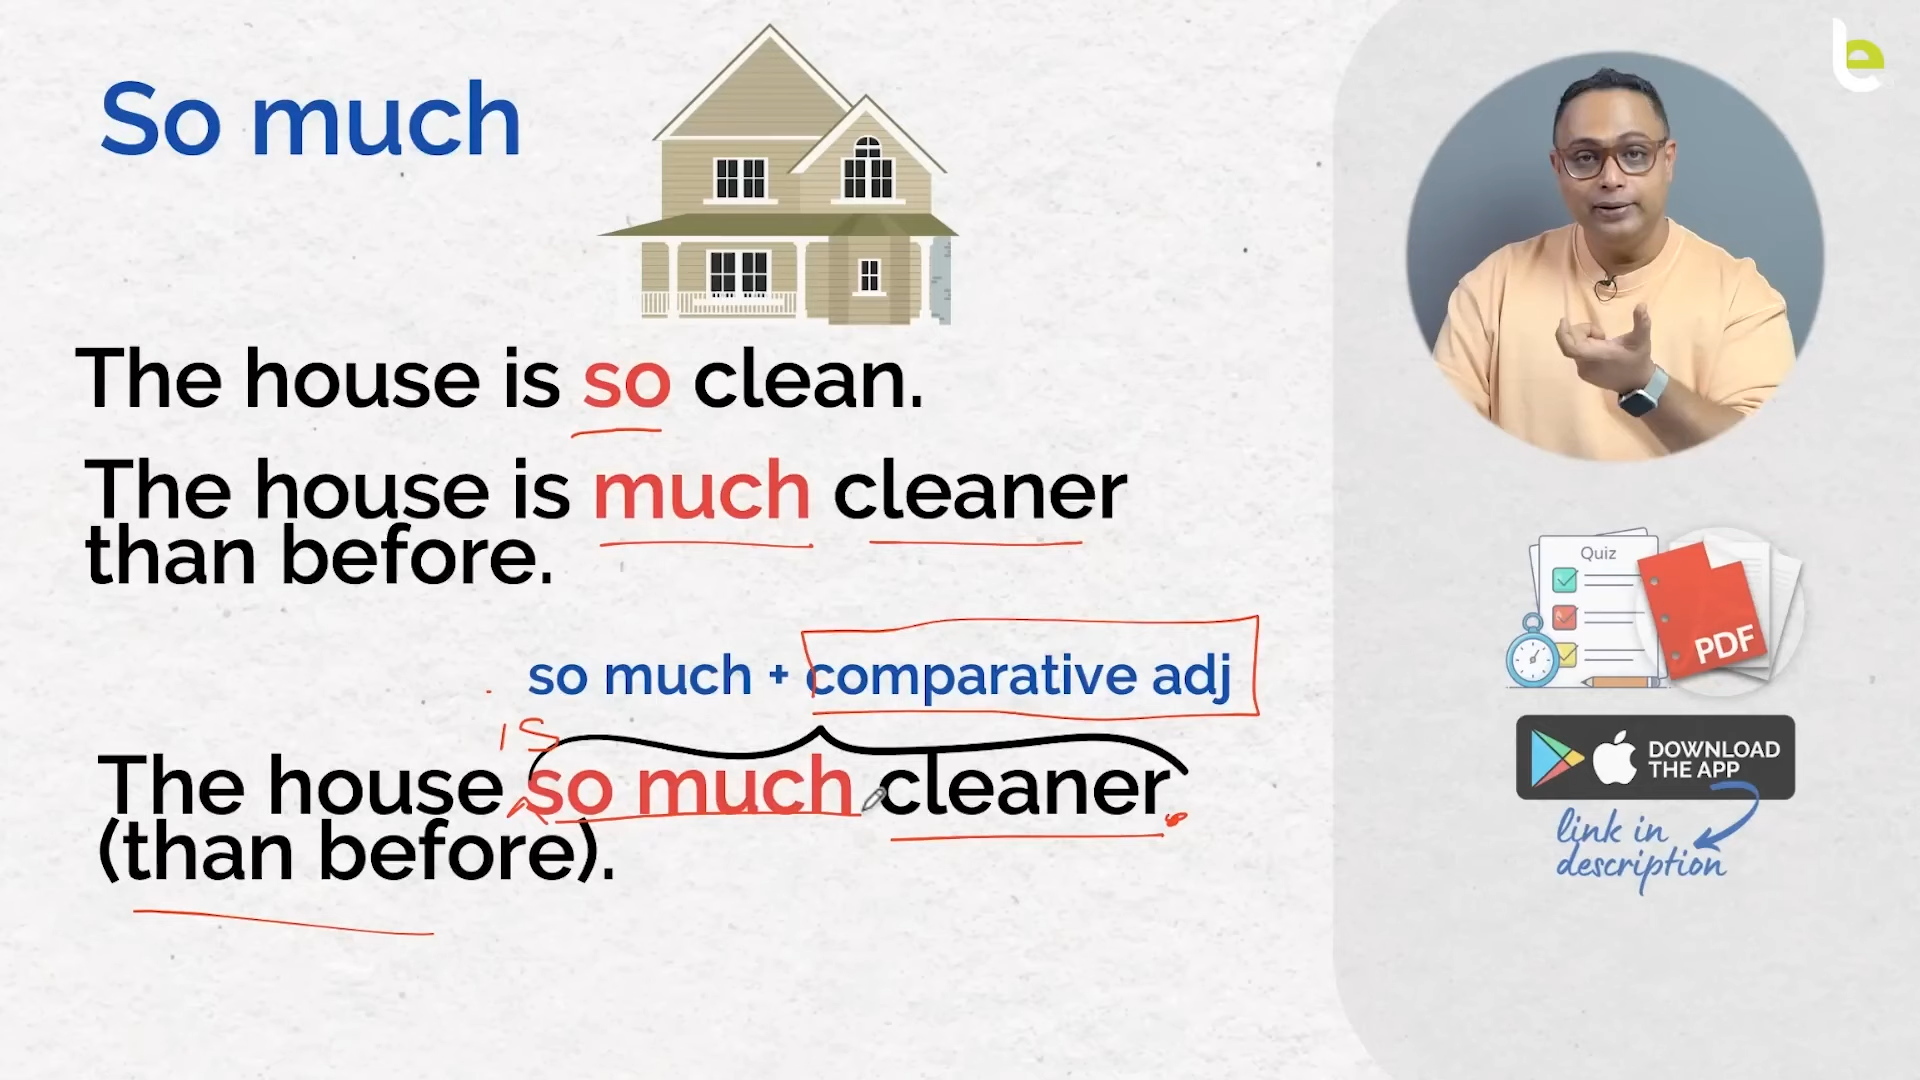 So much
The house is so clean.
The house is much cleaner
than before.
so much + comparative adj
is
The house so much cleaner
(than before).
Quiz
PDF
DOWNLOAD
THE APP
link in
description